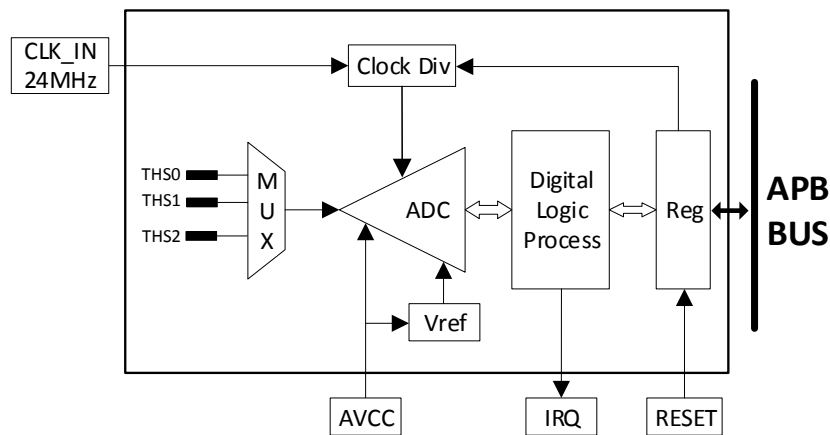 CLK_IN
24MHz
Clock Div
THS0
THS1
THS2
M
U
X
ADC
Digital
Logic
Process
Reg
APB
BUS
Vref
AVCC
IRQ
RESET